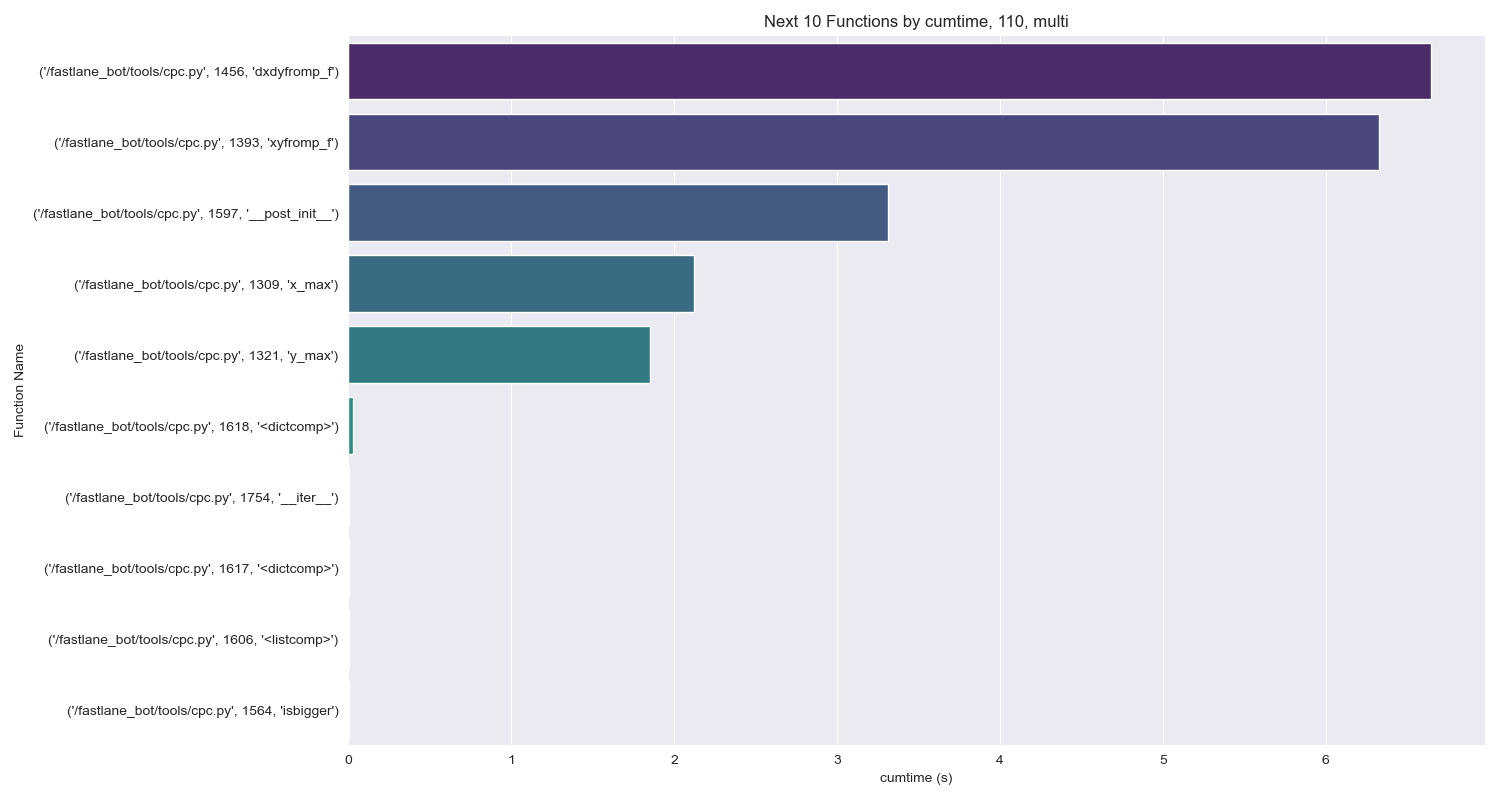 Next 10 Functions by cumtime, 110, multi
('/fastlane_bot/tools/cpc.py', 1456, 'dxdyfromp_f')
('/fastlane_bot/tools/cpc.py', 1393, 'xyfromp_f')
('/fastlane_bot/tools/cpc.py', 1597, '__post_init__')
('/fastlane_bot/tools/cpc.py', 1309, 'x_max')
('/fastlane_bot/tools/cpc.py', 1321, 'y_max')
('/fastlane_bot/tools/cpc.py', 1618, '<dictcomp>')
('/fastlane_bot/tools/cpc.py', 1754, '__iter__')
('/fastlane_bot/tools/cpc.py', 1617, '<dictcomp>')
('/fastlane_bot/tools/cpc.py', 1606, '<listcomp>')
('/fastlane_bot/tools/cpc.py', 1564, 'isbigger')
Function Name
0 1 2 3 4 5 6
cumtime (s)